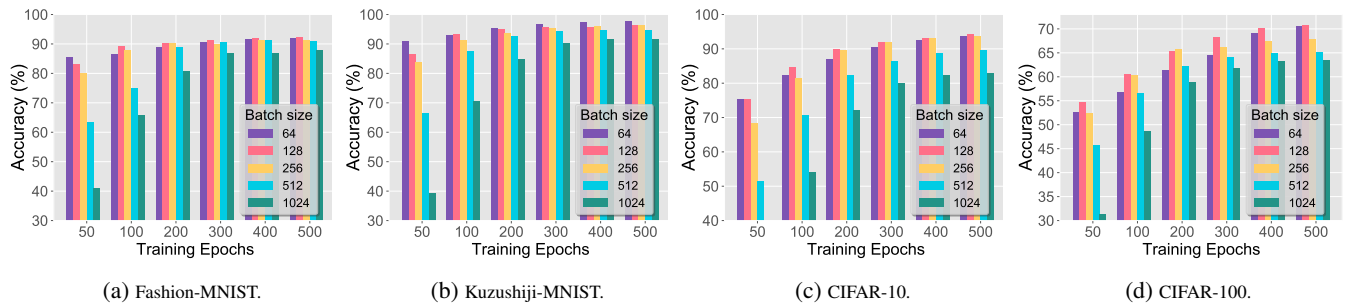 Accuracy (%)
100
90
80
70
60
50
40
30
Batch size
64
128
256
512
1024
50 100 200 300 400 500
Training Epochs
(a) Fashion-MNIST.
Accuracy (%)
100
90
80
70
60
50
40
30
Batch size
64
128
256
512
1024
50 100 200 300 400 500
Training Epochs
(b) Kuzushiji-MNIST.
Accuracy (%)
100
90
80
70
60
50
40
Batch size
64
128
256
512
1024
50 100 200 300 400 500
Training Epochs
(c) CIFAR-10.
Accuracy (%)
70
65
60
55
50
45
40
35
30
Batch size
64
128
256
512
1024
50 100 200 300 400 500
Training Epochs
(d) CIFAR-100.